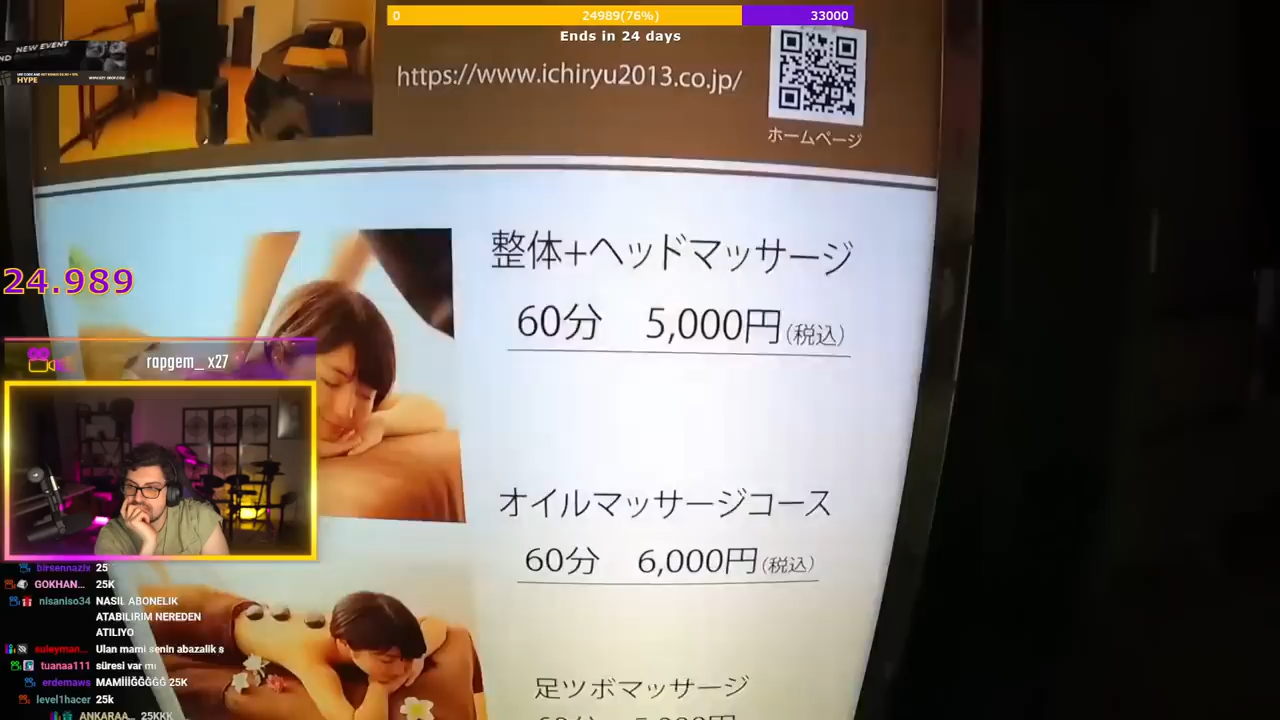 0 24989(76%) 33000
Ends in 24 days
NEW EVENT
HYPE
https://www.ichiryu2013.co.jp/
ホームページ
整体+ヘッドマッサージ
60分 5,000円(税込)
24.989
rapgem_ x27
オイルマッサージコース
60分 6,000円(税込)
birsennaziv 25
GOKHAN... 25K
nisaniso34 NASIL ABONELIK
ATABILIRIM NEREDEN
ATILIYO
suleyman... Ulan mami senin abazalik s
tuanaa111 süresi var mı
erdemaws MAMİİİĞĞĞĞĞ 25K
level1hacer 25k
ANKARAA... 25KKK
足ツボマッサージ